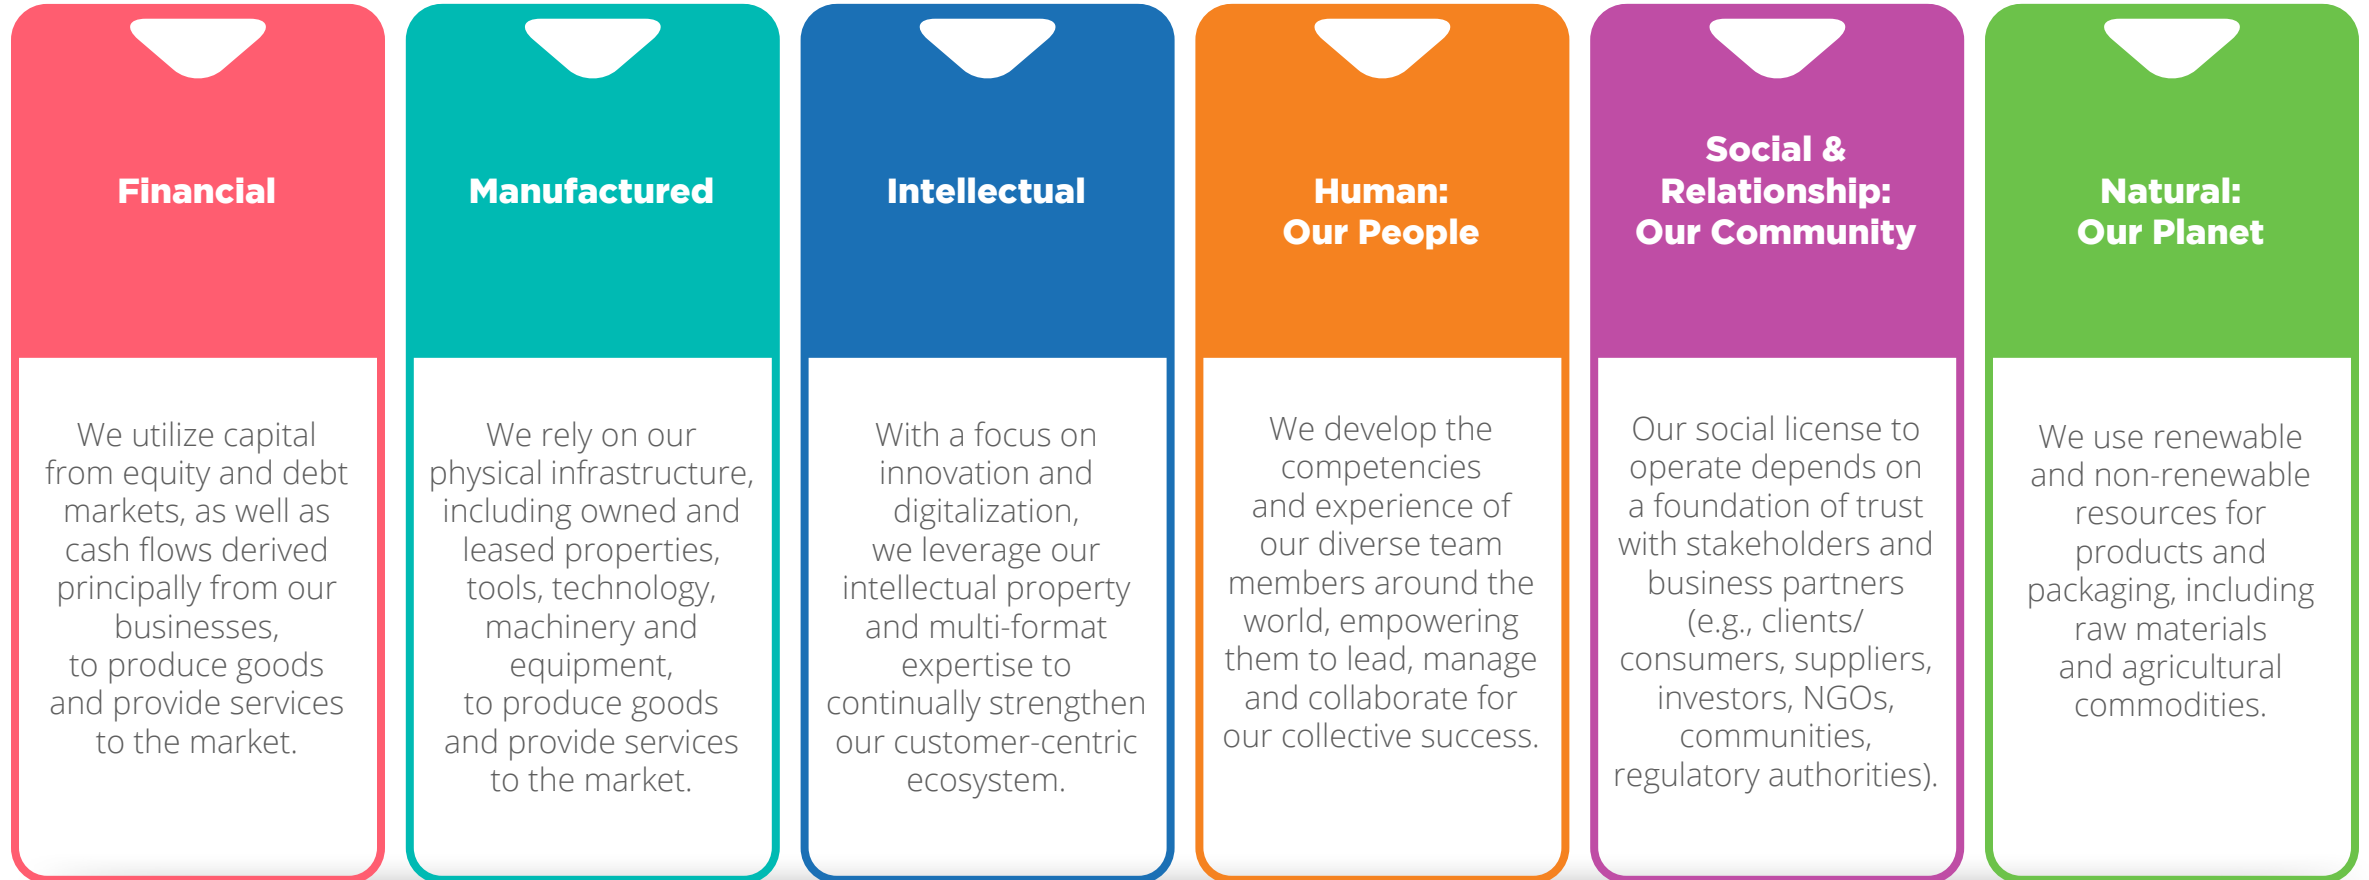 Financial
We utilize capital
from equity and debt
markets, as well as
cash flows derived
principally from our
businesses,
to produce goods
and provide services
to the market.
Manufactured
We rely on our
physical infrastructure,
including owned and
leased properties,
tools, technology,
machinery and
equipment,
to produce goods
and provide services
to the market.
Intellectual
With a focus on
innovation and
digitalization,
we leverage our
intellectual property
and multi-format
expertise to
continually strengthen
our customer-centric
ecosystem.
Human:
Our People
We develop the
competencies
and experience of
our diverse team
members around the
world, empowering
them to lead, manage
and collaborate for
our collective success.
Social &
Relationship:
Our Community
Our social license to
operate depends on
a foundation of trust
with stakeholders and
business partners
(e.g., clients/
consumers, suppliers,
investors, NGOs,
communities,
regulatory authorities).
Natural:
Our Planet
We use renewable
and non-renewable
resources for
products and
packaging, including
raw materials
and agricultural
commodities.